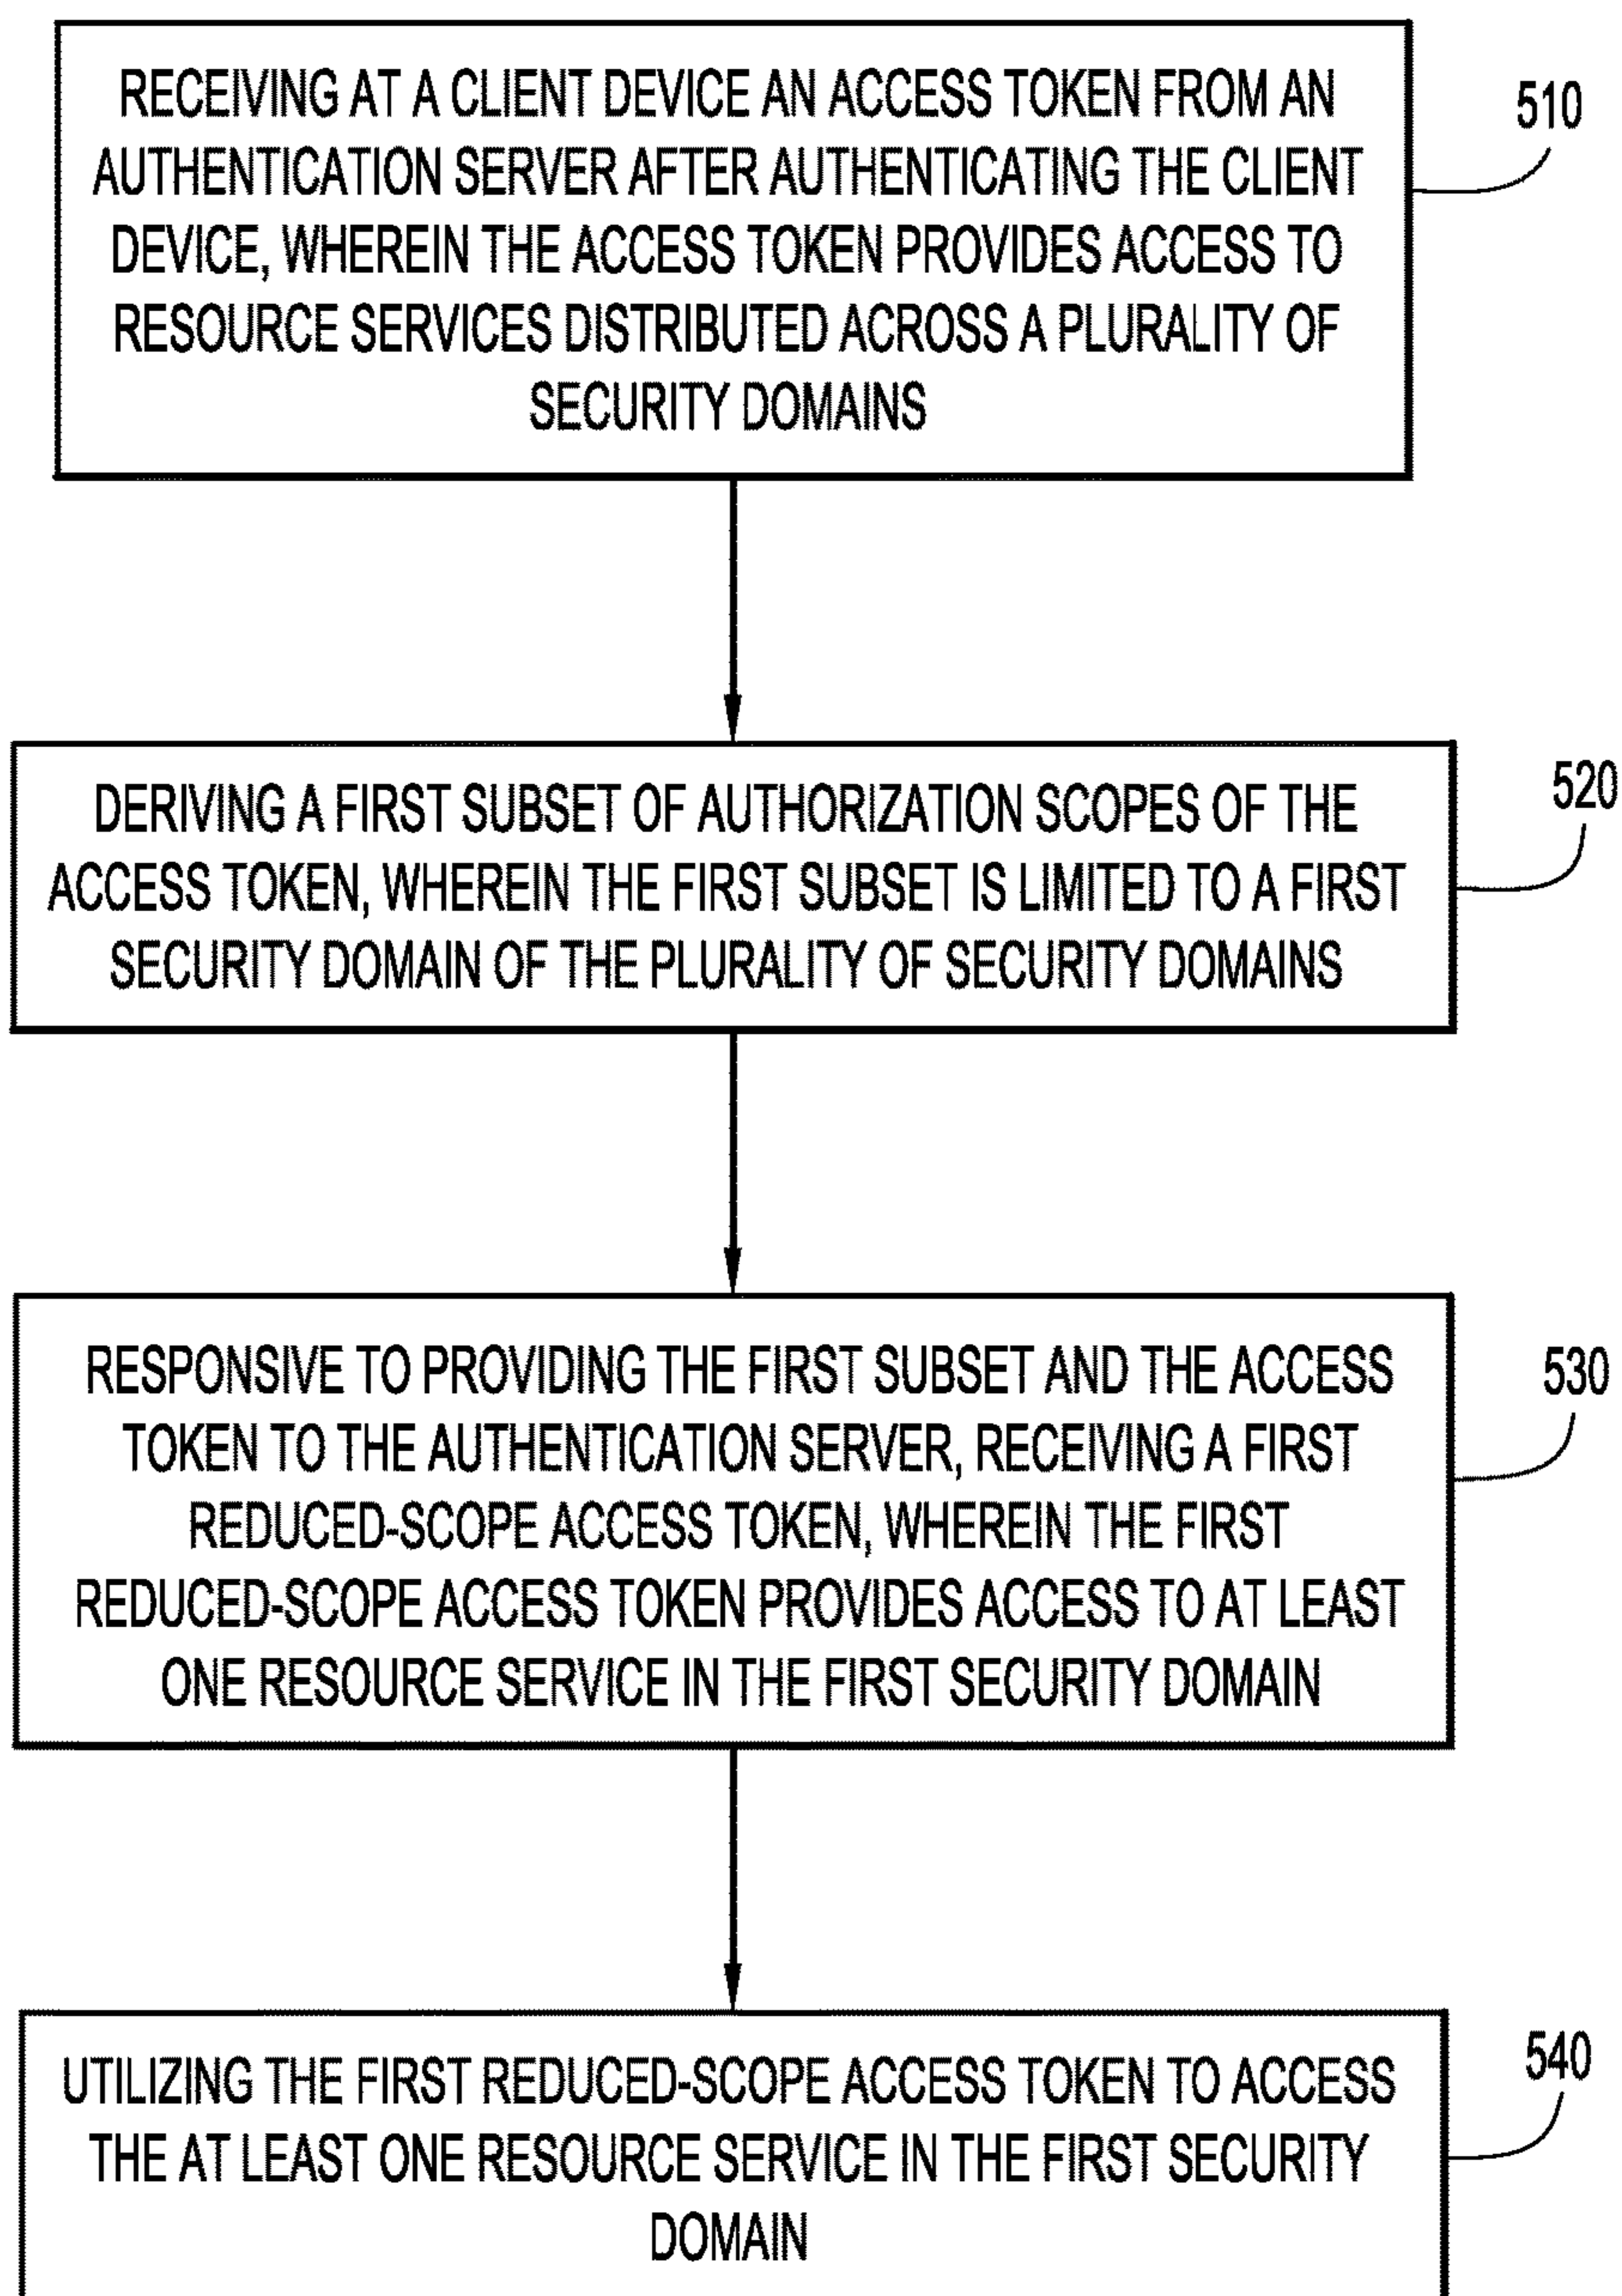 RECEIVING AT A CLIENT DEVICE AN ACCESS TOKEN FROM AN
AUTHENTICATION SERVER AFTER AUTHENTICATING THE CLIENT
DEVICE, WHEREIN THE ACCESS TOKEN PROVIDES ACCESS TO
RESOURCE SERVICES DISTRIBUTED ACROSS A PLURALITY OF
SECURITY DOMAINS
510
DERIVING A FIRST SUBSET OF AUTHORIZATION SCOPES OF THE
ACCESS TOKEN, WHEREIN THE FIRST SUBSET IS LIMITED TO A FIRST
SECURITY DOMAIN OF THE PLURALITY OF SECURITY DOMAINS
520
RESPONSIVE TO PROVIDING THE FIRST SUBSET AND THE ACCESS
TOKEN TO THE AUTHENTICATION SERVER, RECEIVING A FIRST
REDUCED-SCOPE ACCESS TOKEN, WHEREIN THE FIRST
REDUCED-SCOPE ACCESS TOKEN PROVIDES ACCESS TO AT LEAST
ONE RESOURCE SERVICE IN THE FIRST SECURITY DOMAIN
530
UTILIZING THE FIRST REDUCED-SCOPE ACCESS TOKEN TO ACCESS
THE AT LEAST ONE RESOURCE SERVICE IN THE FIRST SECURITY
DOMAIN
540